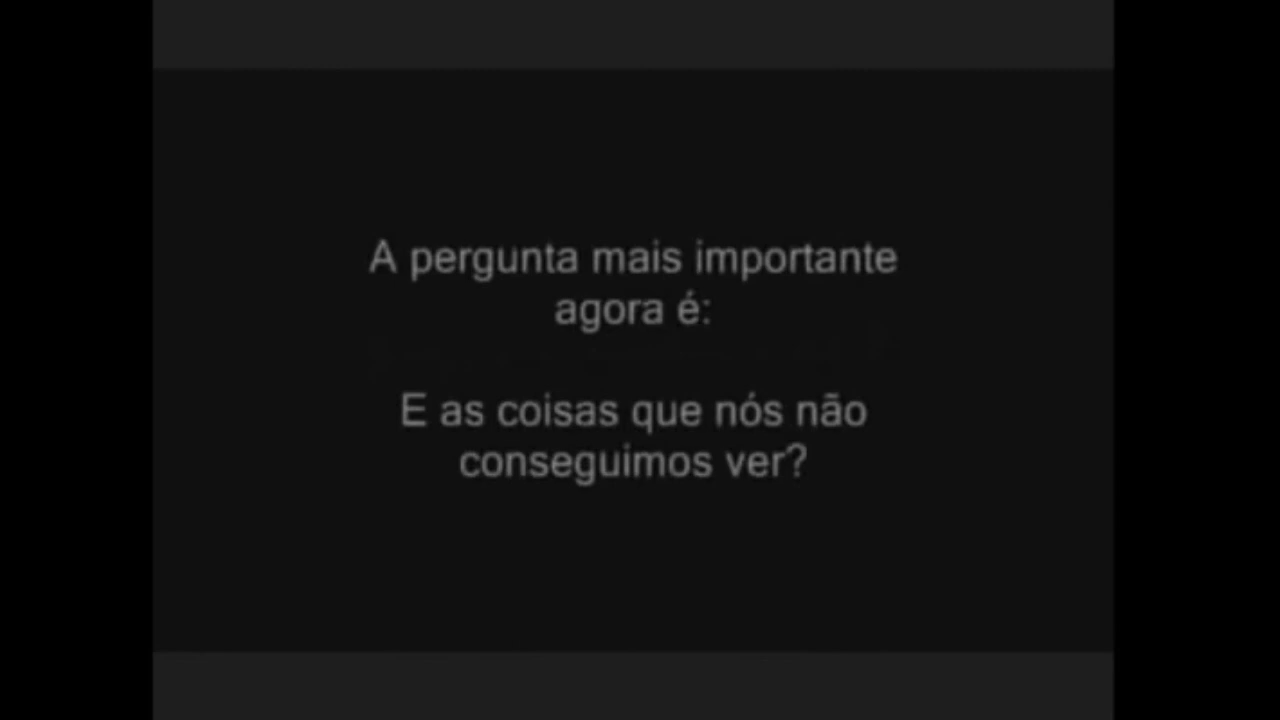 A pergunta mais importante
agora é:
E as coisas que nós não
conseguimos ver?